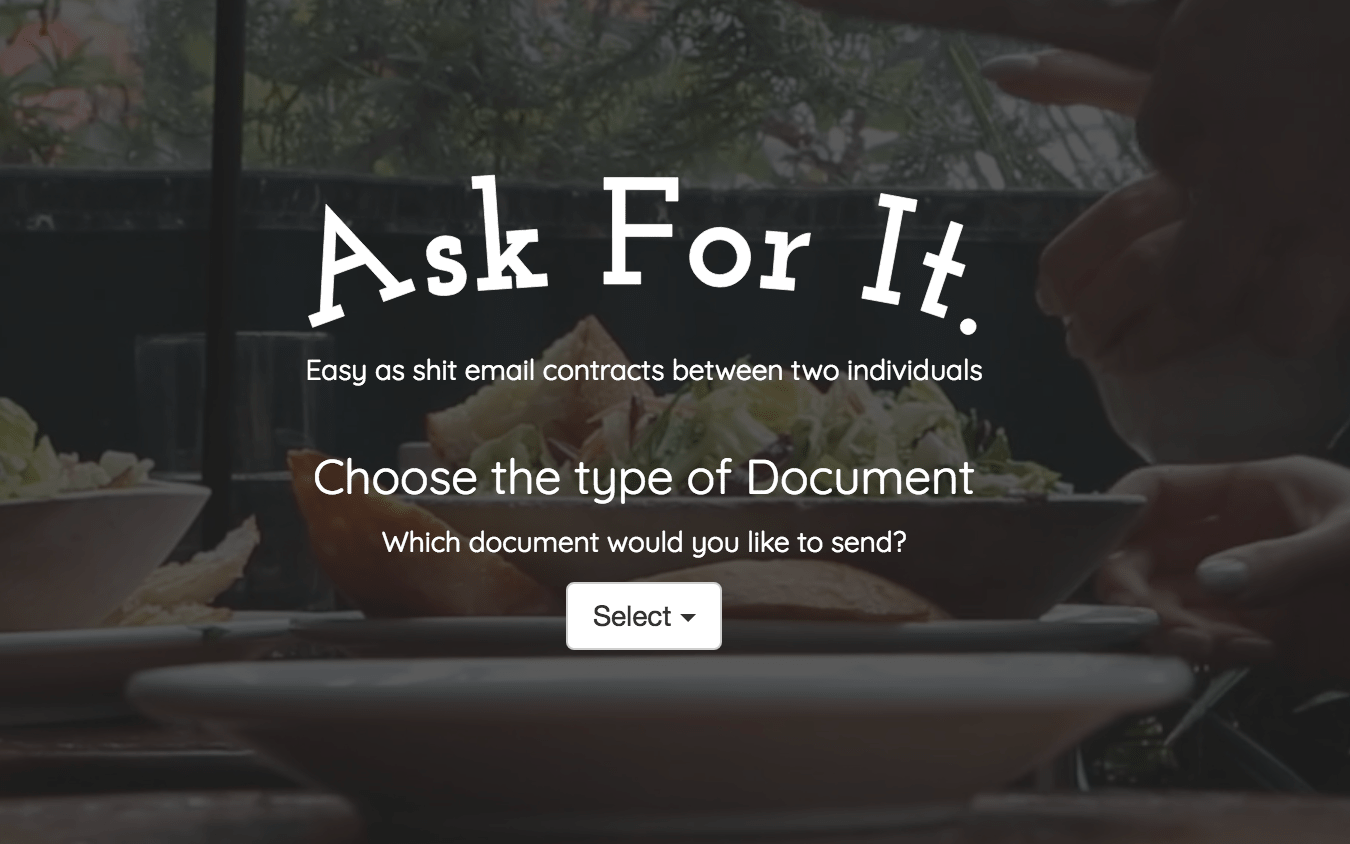 Ask For It.
Easy as shit email contracts between two individuals
Choose the type of Document
Which document would you like to send?
Select